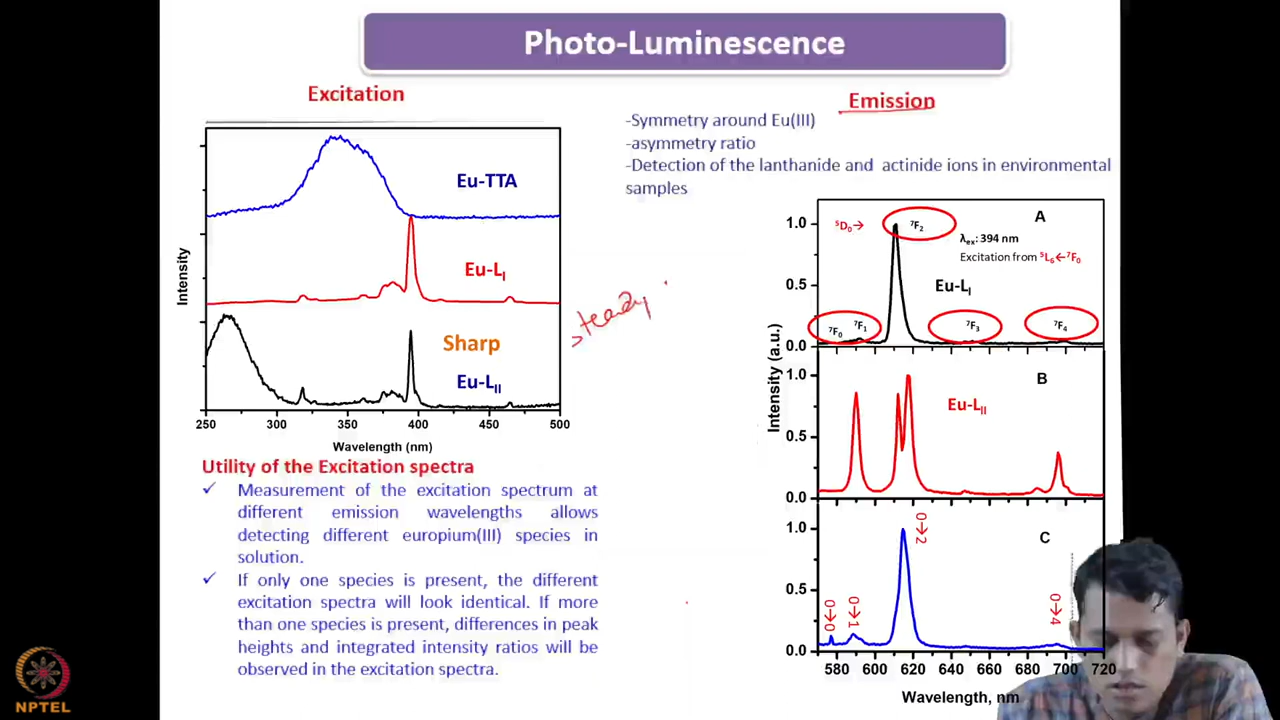 Photo-Luminescence
Excitation
Eu-TTA
Eu-L_I
Sharp
Eu-L_II
Intensity
250 300 350 400 450 500
Wavelength (nm)
Utility of the Excitation spectra
✓ Measurement of the excitation spectrum at
different emission wavelengths allows
detecting different europium(III) species in
solution.
✓ If only one species is present, the different
excitation spectra will look identical. If more
than one species is present, differences in peak
heights and integrated intensity ratios will be
observed in the excitation spectra.
steady
Emission
-Symmetry around Eu(III)
-asymmetry ratio
-Detection of the lanthanide and actinide ions in environmental
samples
A
1.0
⁵D₀→
⁷F₂
λex: 394 nm
Excitation from ⁵L₆←⁷F₀
0.5
Eu-L_I
⁷F₀ ⁷F₁
⁷F₃
⁷F₄
0.0
B
1.0
Eu-L_II
0.5
0.0
C
1.0
0→2
0.5
0→0
0→1
0→4
0.0
Intensity (a.u.)
580 600 620 640 660 680 700 720
Wavelength, nm
NPTEL